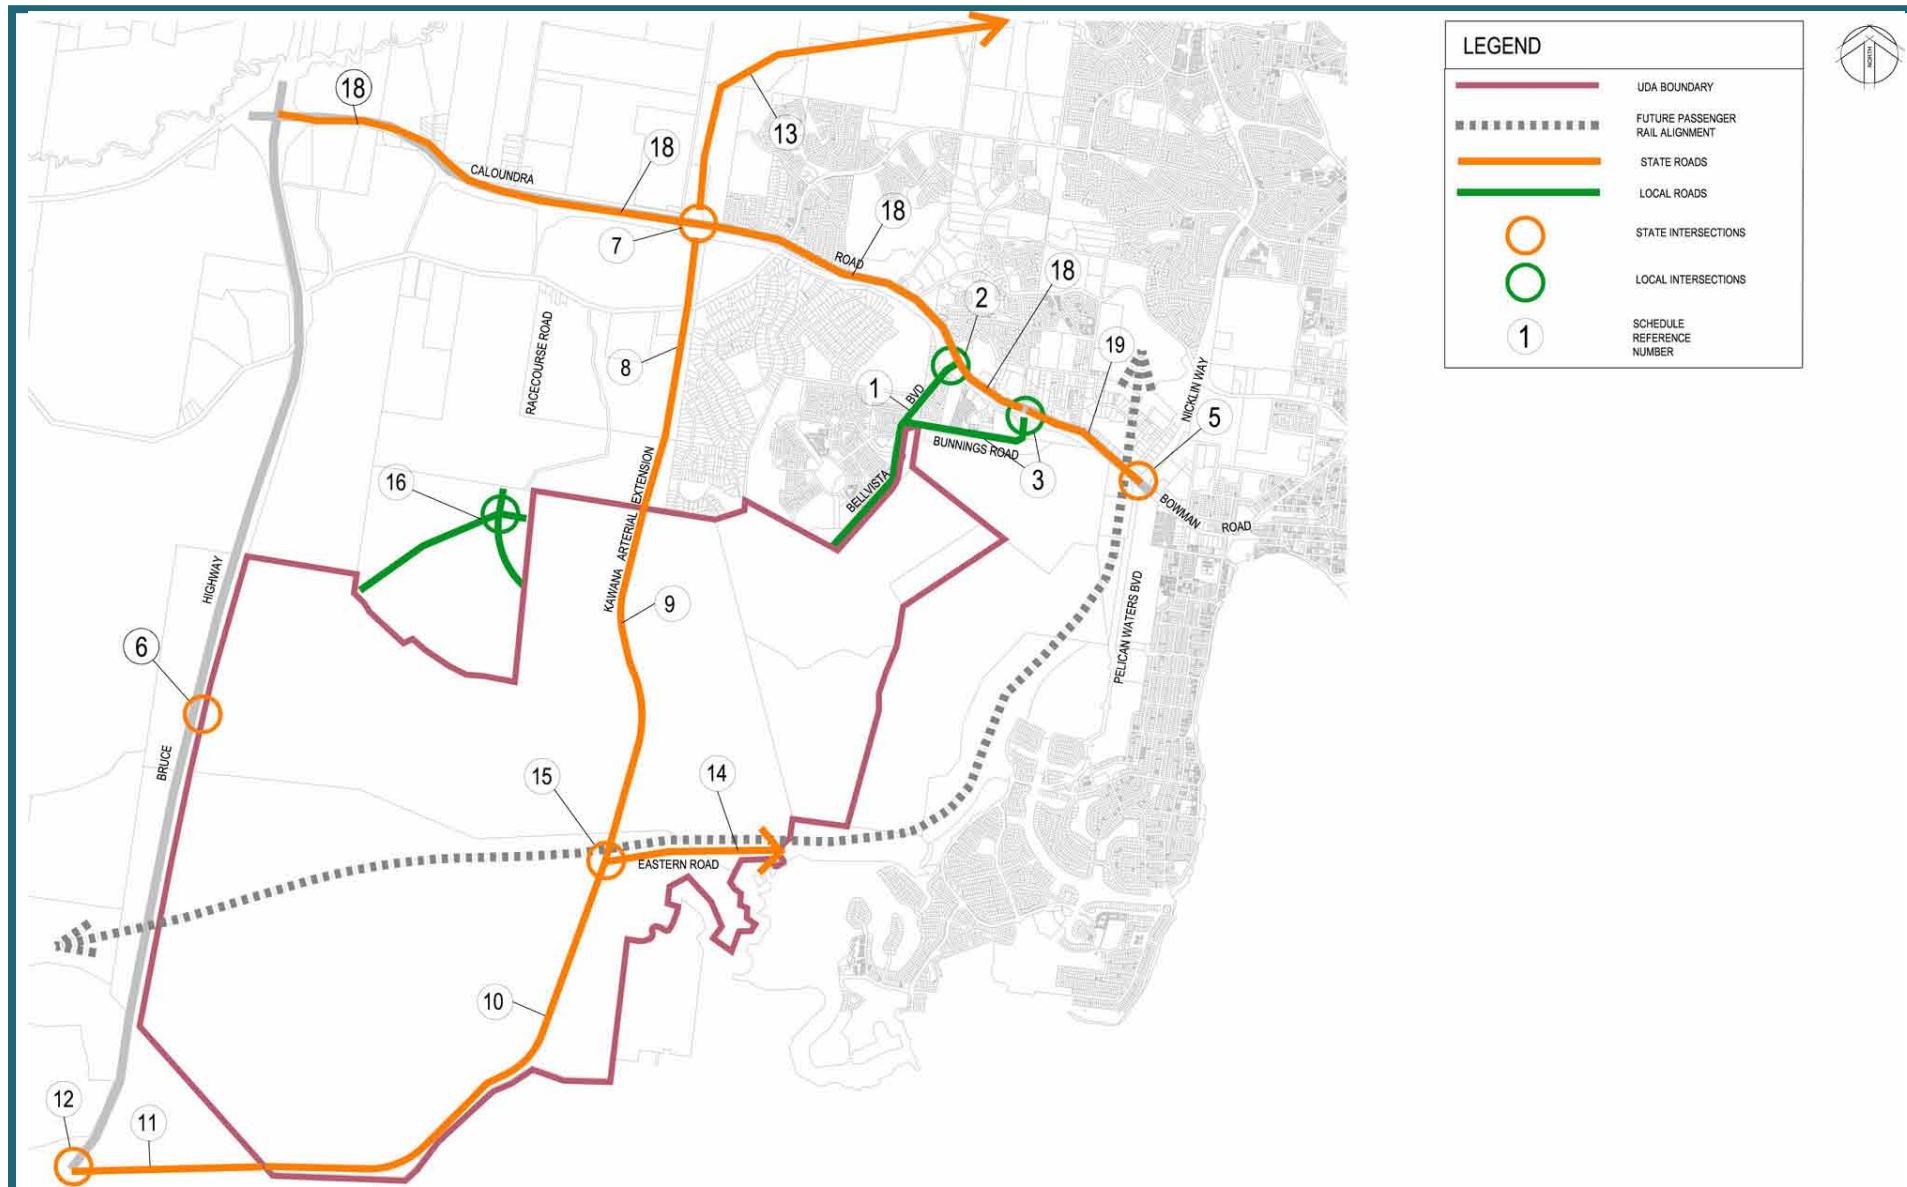 LEGEND
NORTH
UDA BOUNDARY
FUTURE PASSENGER
RAIL ALIGNMENT
STATE ROADS
LOCAL ROADS
STATE INTERSECTIONS
LOCAL INTERSECTIONS
1
SCHEDULE
REFERENCE
NUMBER
18
13
18
CALOUNDRA
18
7
ROAD
18
2
RACECOURSE ROAD
8
19
NICKLIN WAY
1
BVD
5
BUNNINGS ROAD
3
16
BELLVISTA
BOWMAN
ROAD
KAWANA ARTERIAL EXTENSION
HIGHWAY
9
PELICAN WATERS BVD
6
BRUCE
15
14
EASTERN ROAD
10
12
11